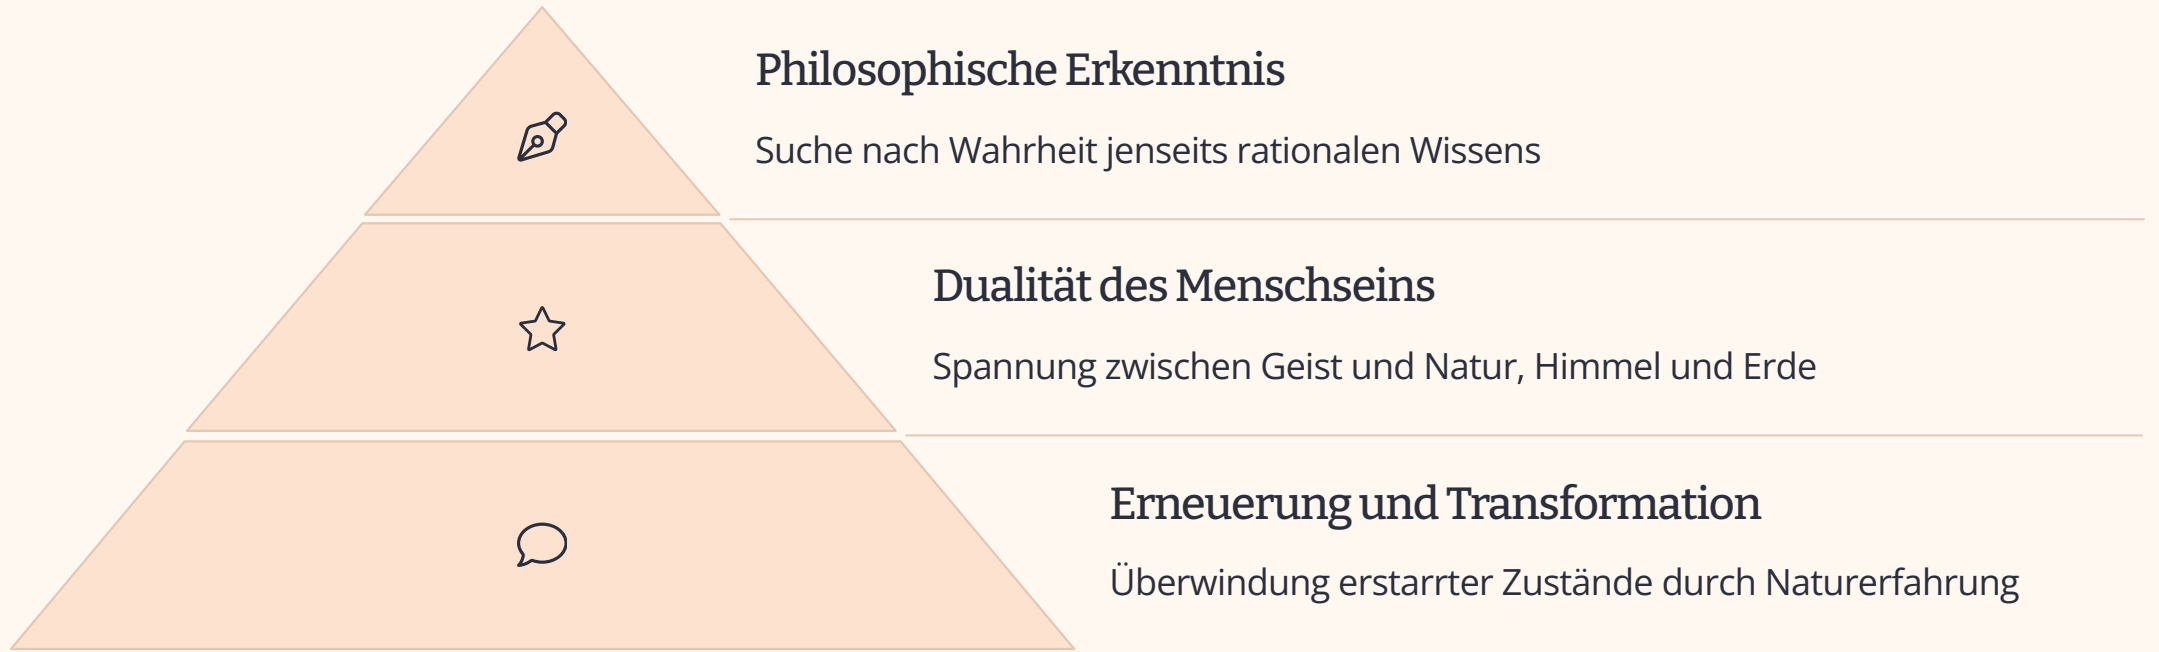 Philosophische Erkenntnis
Suche nach Wahrheit jenseits rationalen Wissens
Dualität des Menschseins
Spannung zwischen Geist und Natur, Himmel und Erde
Erneuerung und Transformation
Überwindung erstarrter Zustände durch Naturerfahrung